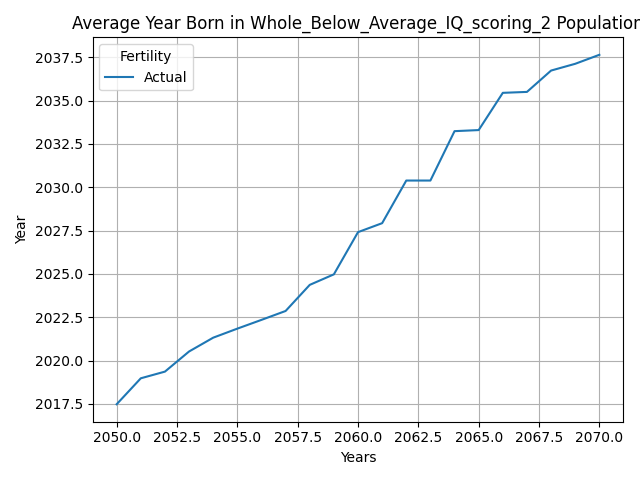 Average Year Born in Whole_Below_Average_IQ_scoring_2 Population
Fertility
Actual
2037.5
2035.0
2032.5
2030.0
2027.5
2025.0
2022.5
2020.0
2017.5
Year
2050.0 2052.5 2055.0 2057.5 2060.0 2062.5 2065.0 2067.5 2070.0
Years